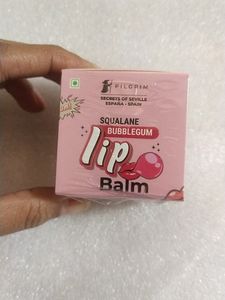 PILGRIM
SECRETS OF SEVILLE
ESPAÑA - SPAIN
SQUALANE
BUBBLEGUM
lip
Balm